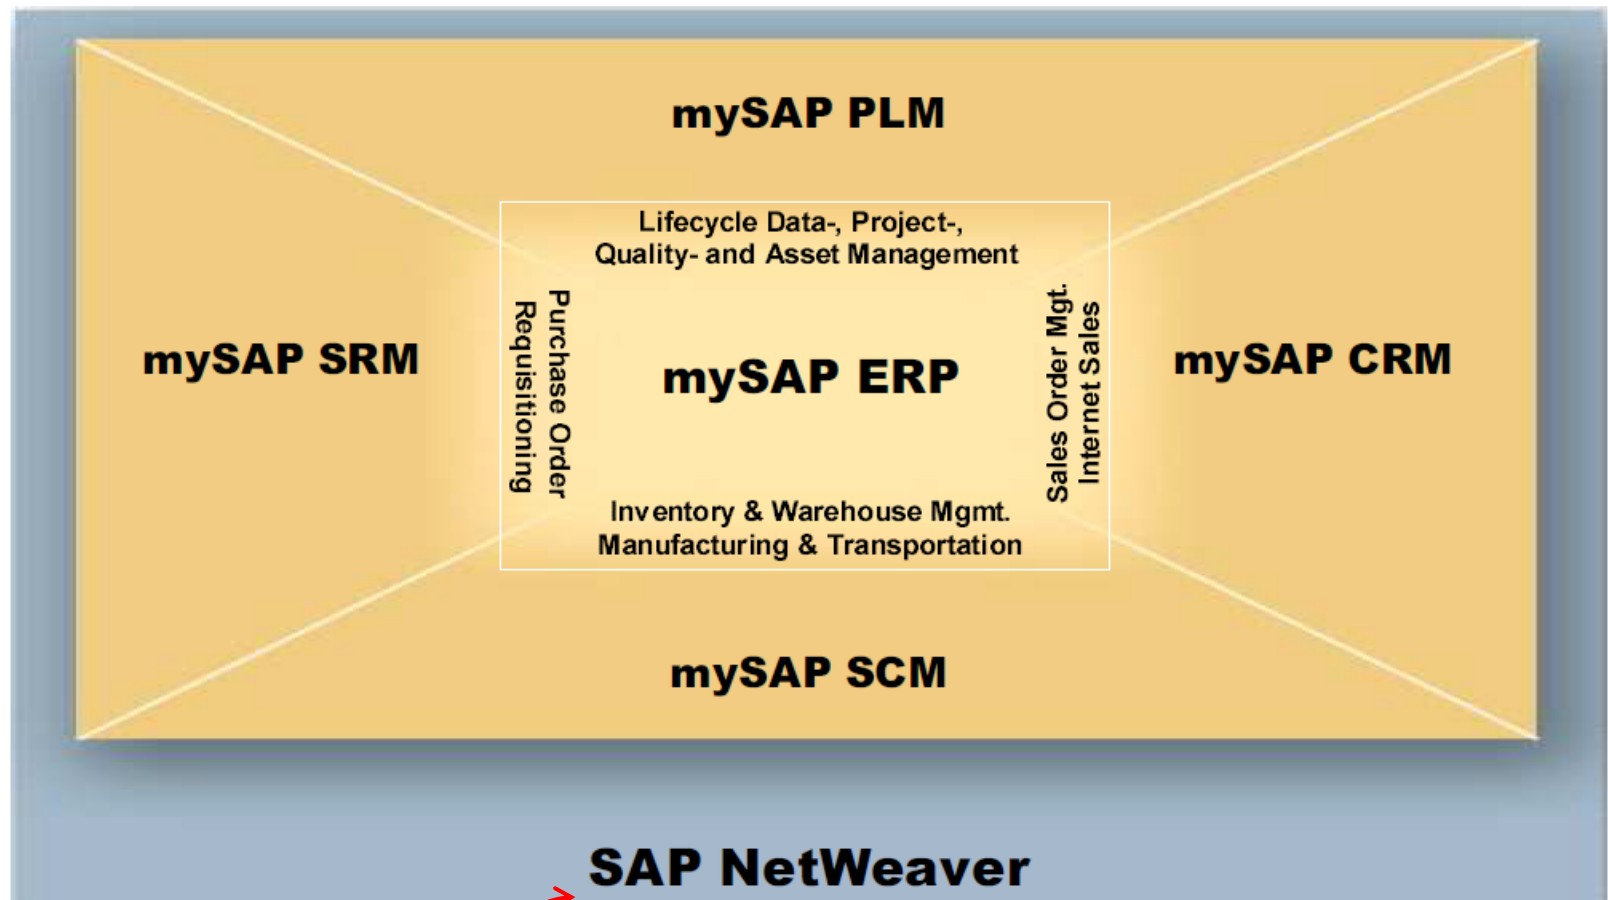 mySAP PLM
Lifecycle Data-, Project-,
Quality- and Asset Management
mySAP SRM
Purchase Order
Requisitioning
mySAP ERP
Sales Order Mgt.
Internet Sales
mySAP CRM
Inventory & Warehouse Mgmt.
Manufacturing & Transportation
mySAP SCM
SAP NetWeaver